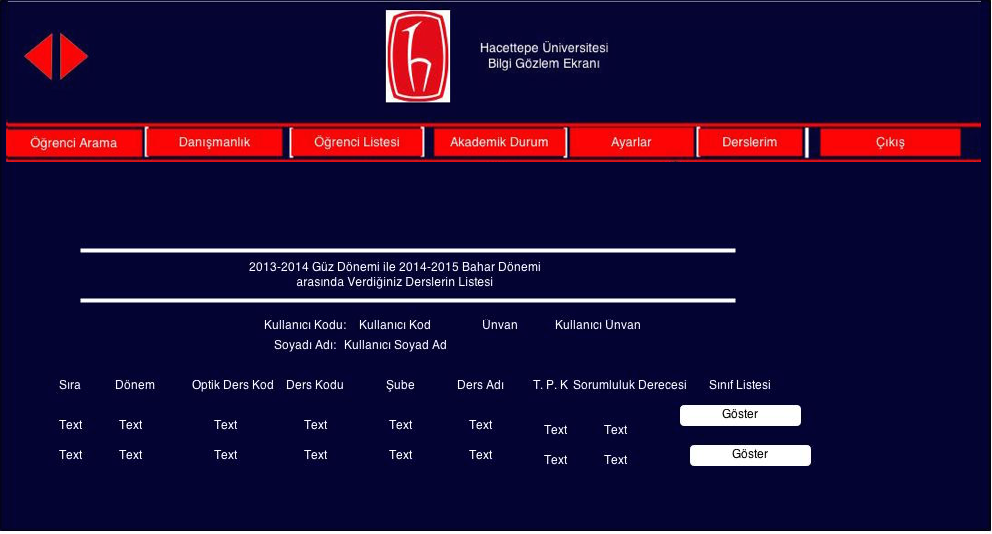 Hacettepe Üniversitesi
Bilgi Gözlem Ekranı
Öğrenci Arama Danışmanlık Öğrenci Listesi Akademik Durum Ayarlar Derslerim Çıkış
2013-2014 Güz Dönemi ile 2014-2015 Bahar Dönemi
arasında Verdiğiniz Derslerin Listesi
Kullanıcı Kodu: Kullanıcı Kod Ünvan Kullanıcı Ünvan
Soyadı Adı: Kullanıcı Soyad Ad
Sıra Dönem Optik Ders Kod Ders Kodu Şube Ders Adı T. P. K Sorumluluk Derecesi Sınıf Listesi
Text Text Text Text Text Text Text Text Göster
Text Text Text Text Text Text Text Text Göster